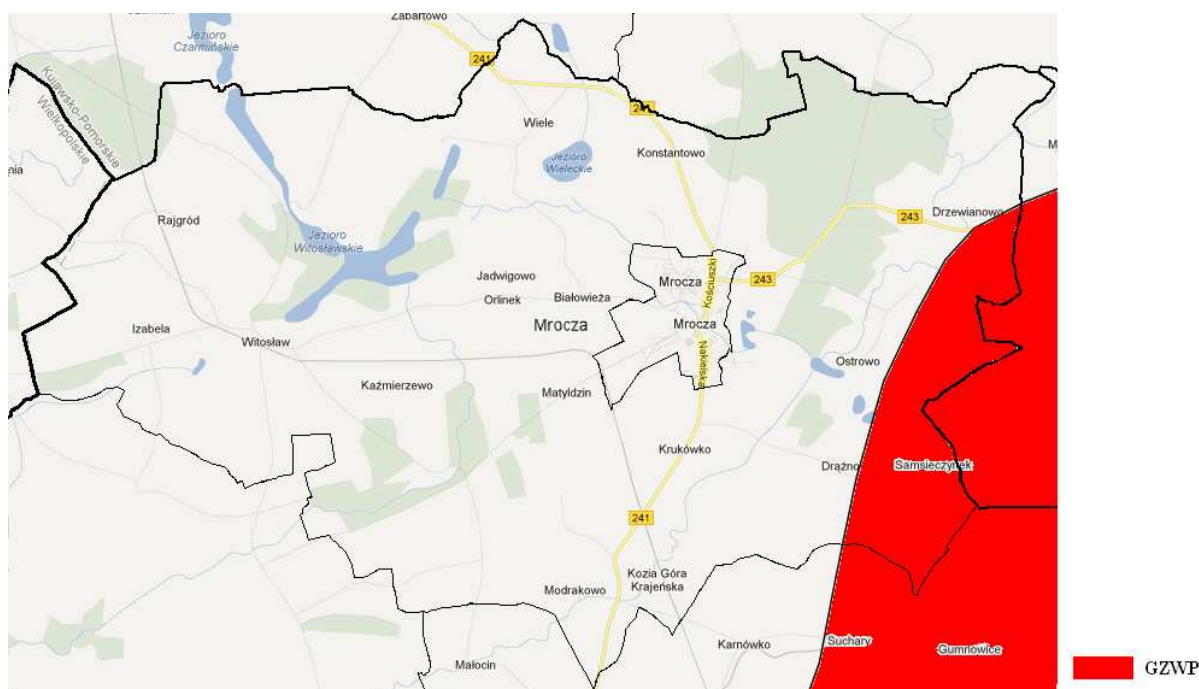 Zabartowo
Jezioro
Czarmińskie
241
Kujawsko-Pomorskie
Wielkopolskie
241
Wiele
Jezioro
Wieleckie
Konstantowo
nia
M
Rajgród
243
Drzewianowo
Jezioro
Witosławskie
Jadwigowo
Orlinek
Białowieża
Mrocza
Kościuszki
243
Izabela
Witosław
Mrocza
Mrocza
Nakielska
Ostrowo
Kaźmierzewo
Matyldzin
Krukówko
Drążno
Samsieczynek
241
Modrakowo
Kozia Góra
Krajeńska
Karnówko
Suchary
Gumnowice
Małocin
GZWP